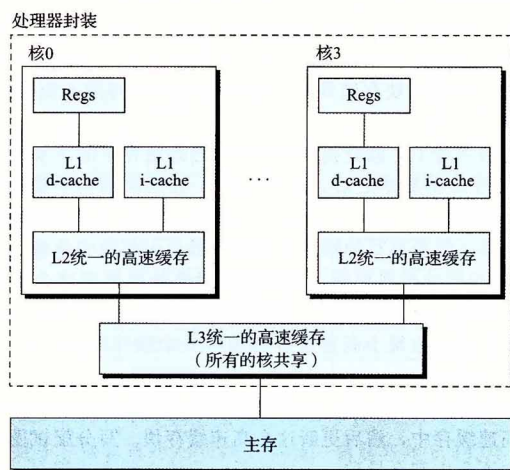 处理器封装
核0
核3
Regs
Regs
L1
d-cache
L1
i-cache
...
L1
d-cache
L1
i-cache
L2统一的高速缓存
L2统一的高速缓存
L3统一的高速缓存
（所有的核共享）
主存